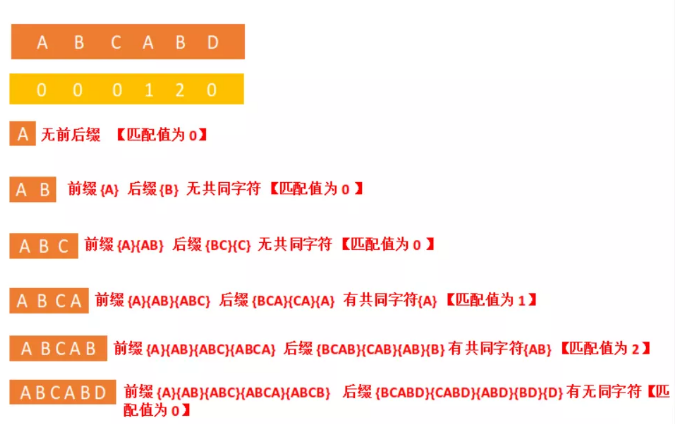 A B C A B D
0 0 0 1 2 0
A 无前后缀 【匹配值为0】
A B 前缀{A} 后缀{B} 无共同字符【匹配值为0 】
A B C 前缀{A}{AB} 后缀{BC}{C} 无共同字符【匹配值为0 】
A B C A 前缀{A}{AB}{ABC} 后缀{BCA}{CA}{A} 有共同字符{A} 【匹配值为1】
A B C A B 前缀{A}{AB}{ABC}{ABCA} 后缀{BCAB}{CAB}{AB}{B}有共同字符{AB} 【匹配值为2】
A B C A B D 前缀{A}{AB}{ABC}{ABCA}{ABCB} 后缀{BCABD}{CABD}{ABD}{BD}{D}有无同字符【匹
配值为0】